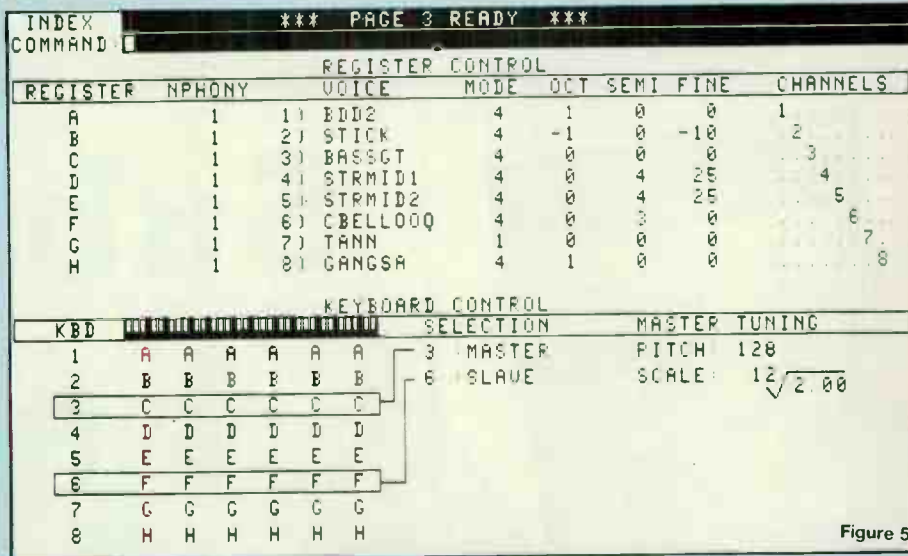 INDEX *** PAGE 3 READY ***
COMMAND
REGISTER CONTROL
REGISTER NPHONY VOICE MODE OCT SEMI FINE CHANNELS
A 1 1) BDD2 4 1 0 0 1
B 1 2) STICK 4 -1 0 -10 2
C 1 3) BASSGT 4 0 0 0 3
D 1 4) STRMID1 4 0 4 25 4
E 1 5) STRMID2 4 0 4 25 5
F 1 6) CBELLOOQ 4 0 3 0 6
G 1 7) TANN 1 0 0 0 7
H 1 8) GANGSA 4 1 0 0 8
KEYBOARD CONTROL
KBD SELECTION MASTER TUNING
1 A A A A A A 3 MASTER PITCH 128
2 B B B B B B 6 SLAVE SCALE: 12√2.00
3 C C C C C C
4 D D D D D D
5 E E E E E E
6 F F F F F F
7 G G G G G G
8 H H H H H H
Figure 5